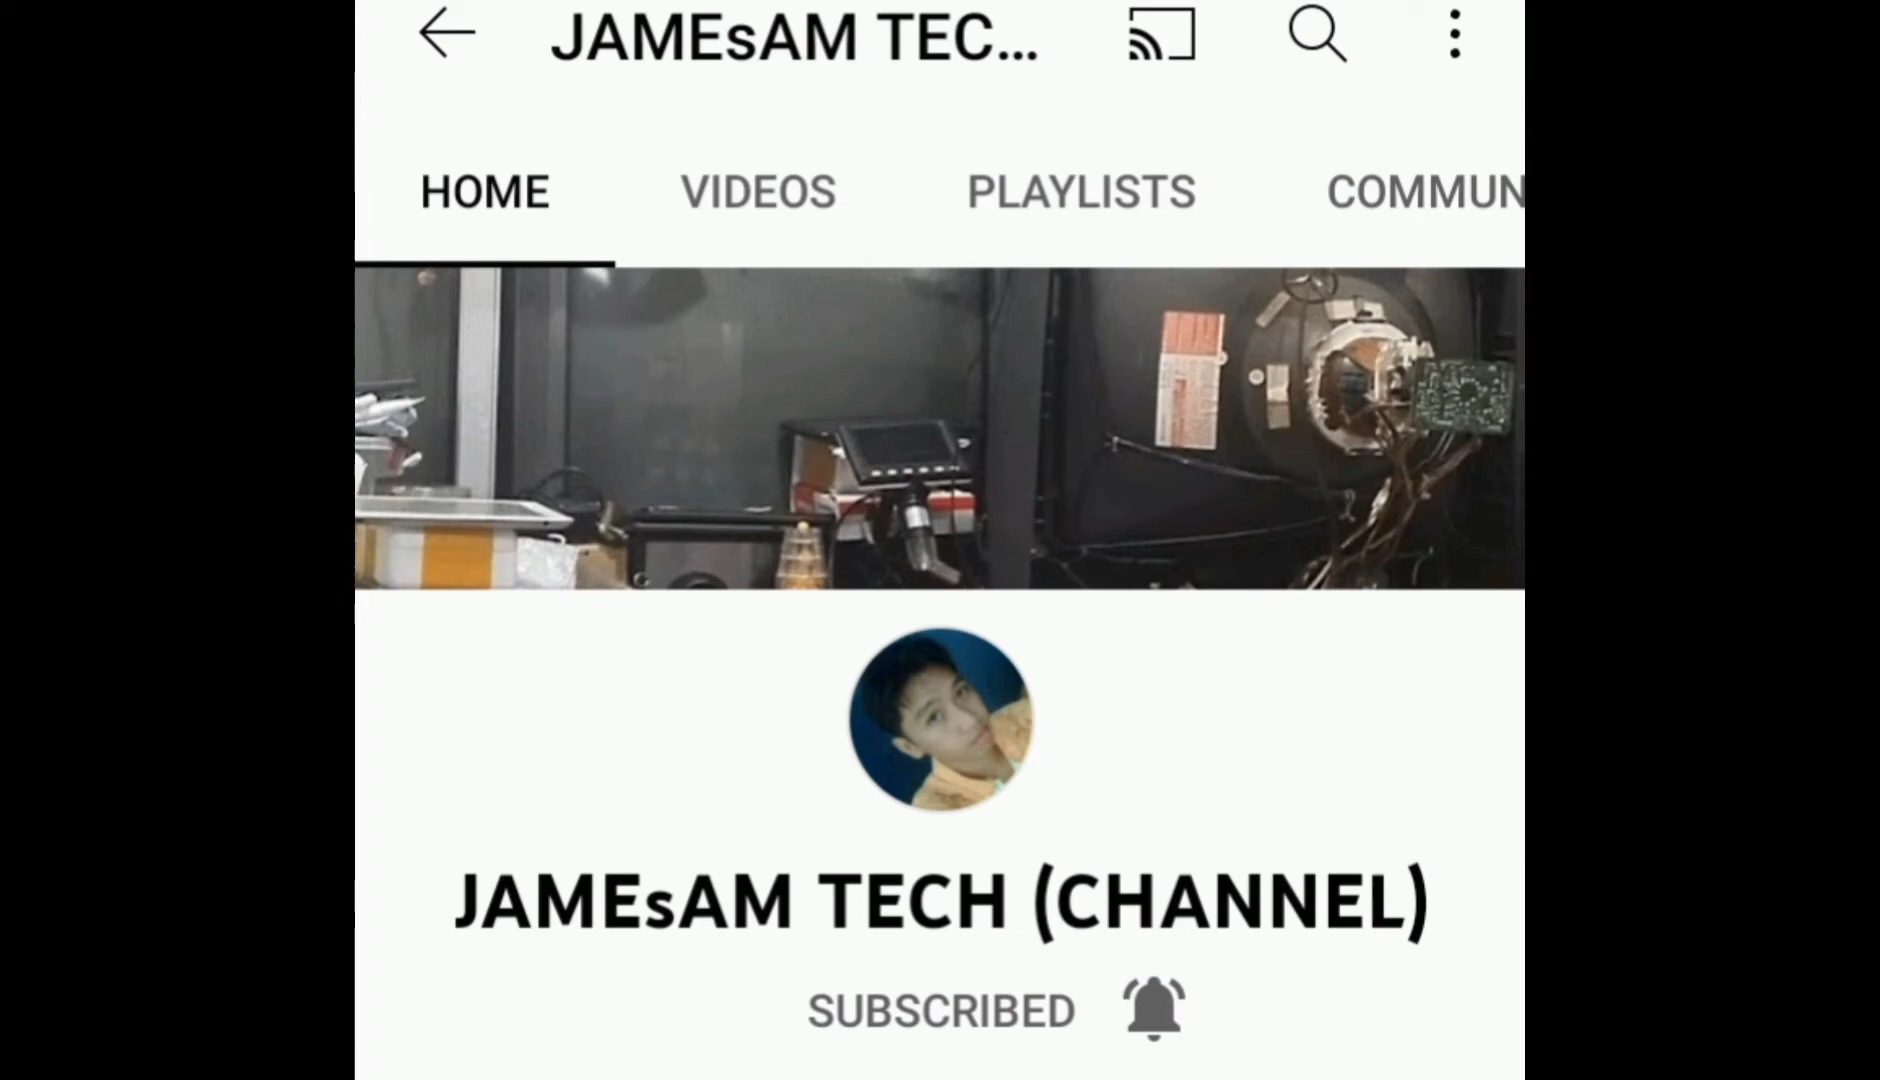 JAMEsAM TEC...
HOME VIDEOS PLAYLISTS COMMUN
JAMEsAM TECH (CHANNEL)
SUBSCRIBED